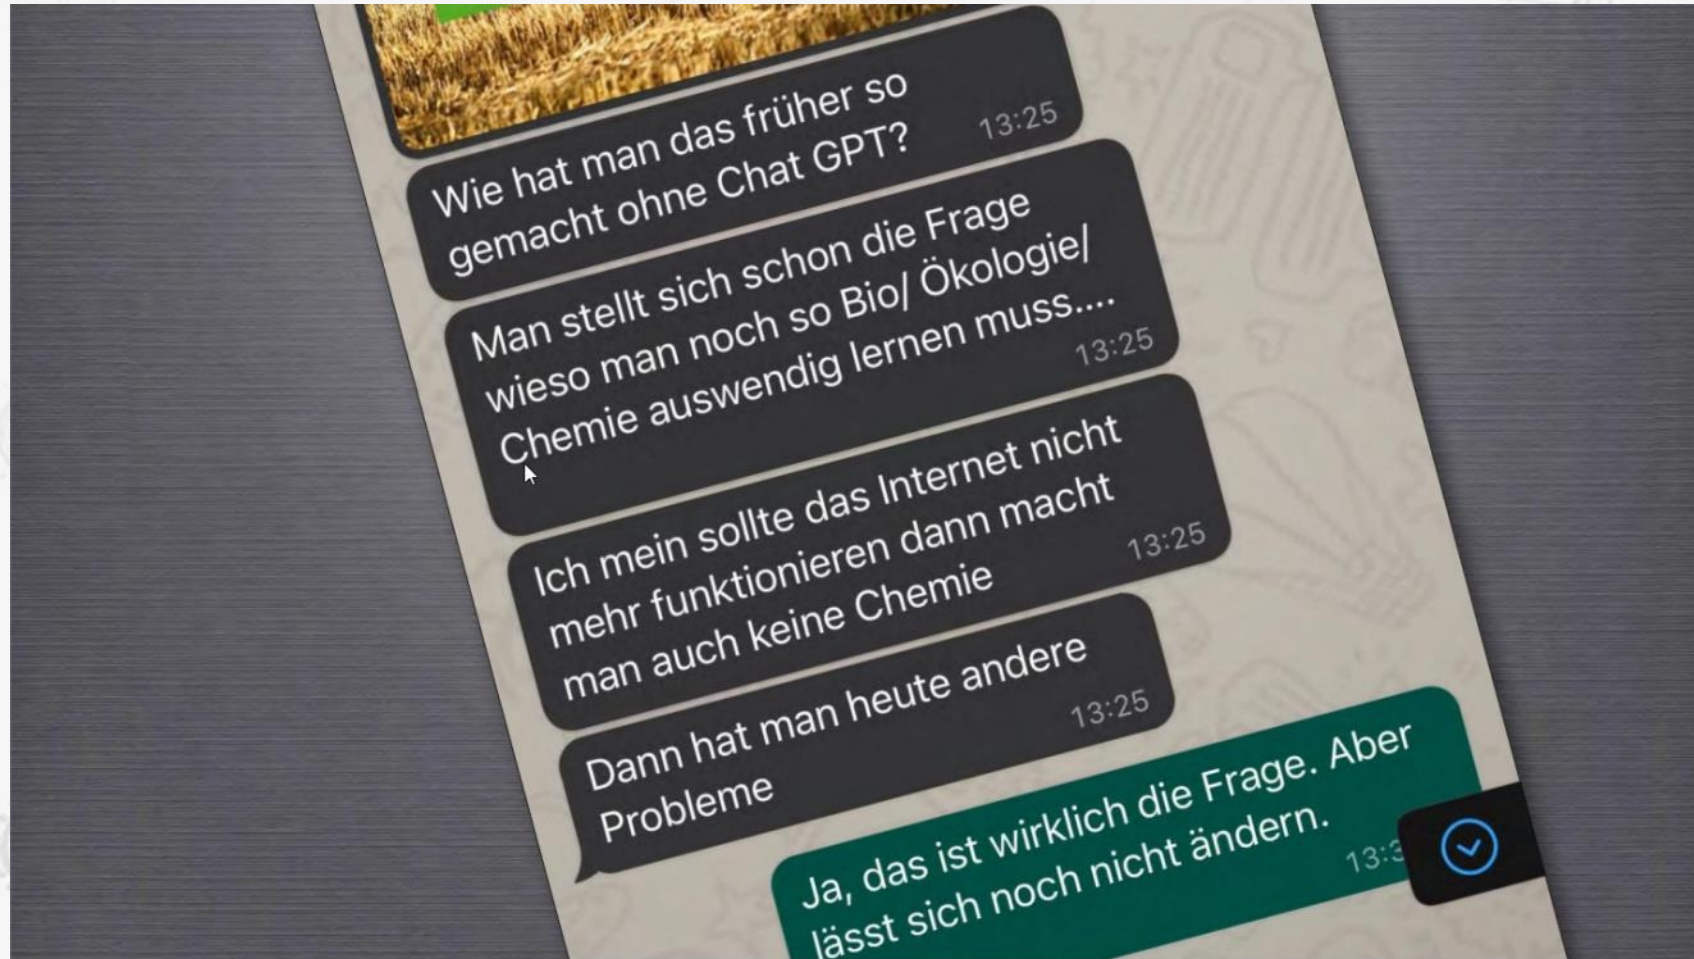 Wie hat man das früher so
gemacht ohne Chat GPT?
13:25
Man stellt sich schon die Frage
wieso man noch so Bio/ Ökologie/
Chemie auswendig lernen muss....
13:25
Ich mein sollte das Internet nicht
mehr funktionieren dann macht
man auch keine Chemie
13:25
Dann hat man heute andere
Probleme
13:25
Ja, das ist wirklich die Frage. Aber
lässt sich noch nicht ändern.